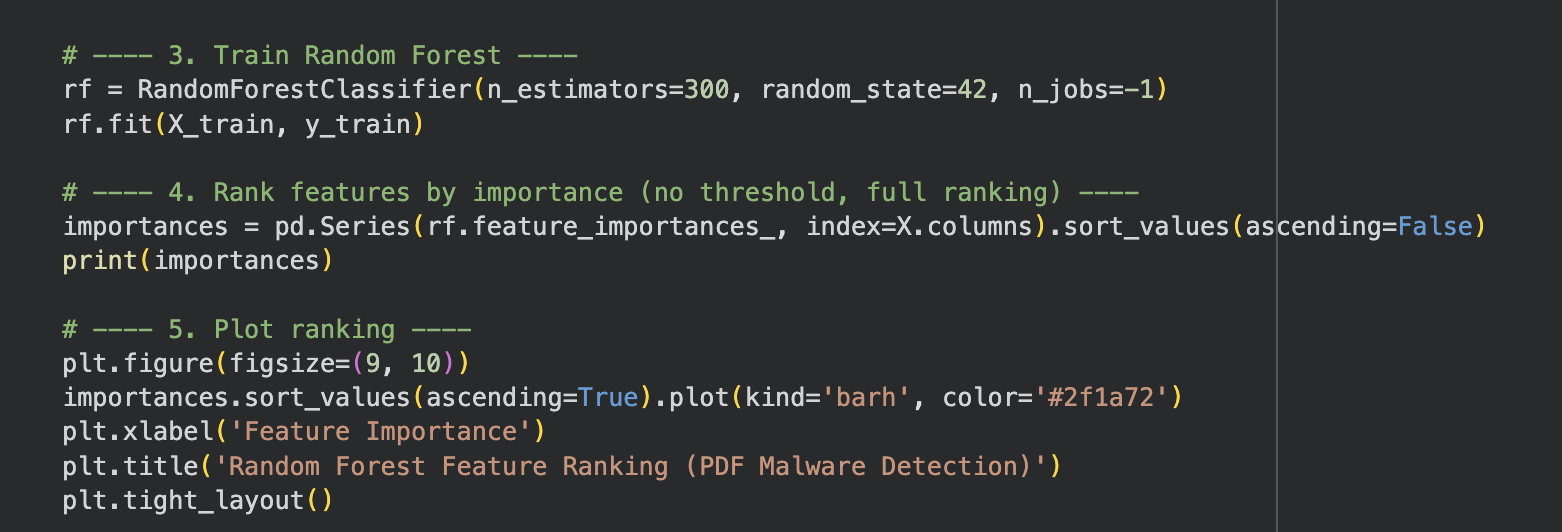 # ---- 3. Train Random Forest ----
rf = RandomForestClassifier(n_estimators=300, random_state=42, n_jobs=-1)
rf.fit(X_train, y_train)
# ---- 4. Rank features by importance (no threshold, full ranking) ----
importances = pd.Series(rf.feature_importances_, index=X.columns).sort_values(ascending=False)
print(importances)
# ---- 5. Plot ranking ----
plt.figure(figsize=(9, 10))
importances.sort_values(ascending=True).plot(kind='barh', color='#2f1a72')
plt.xlabel('Feature Importance')
plt.title('Random Forest Feature Ranking (PDF Malware Detection)')
plt.tight_layout()